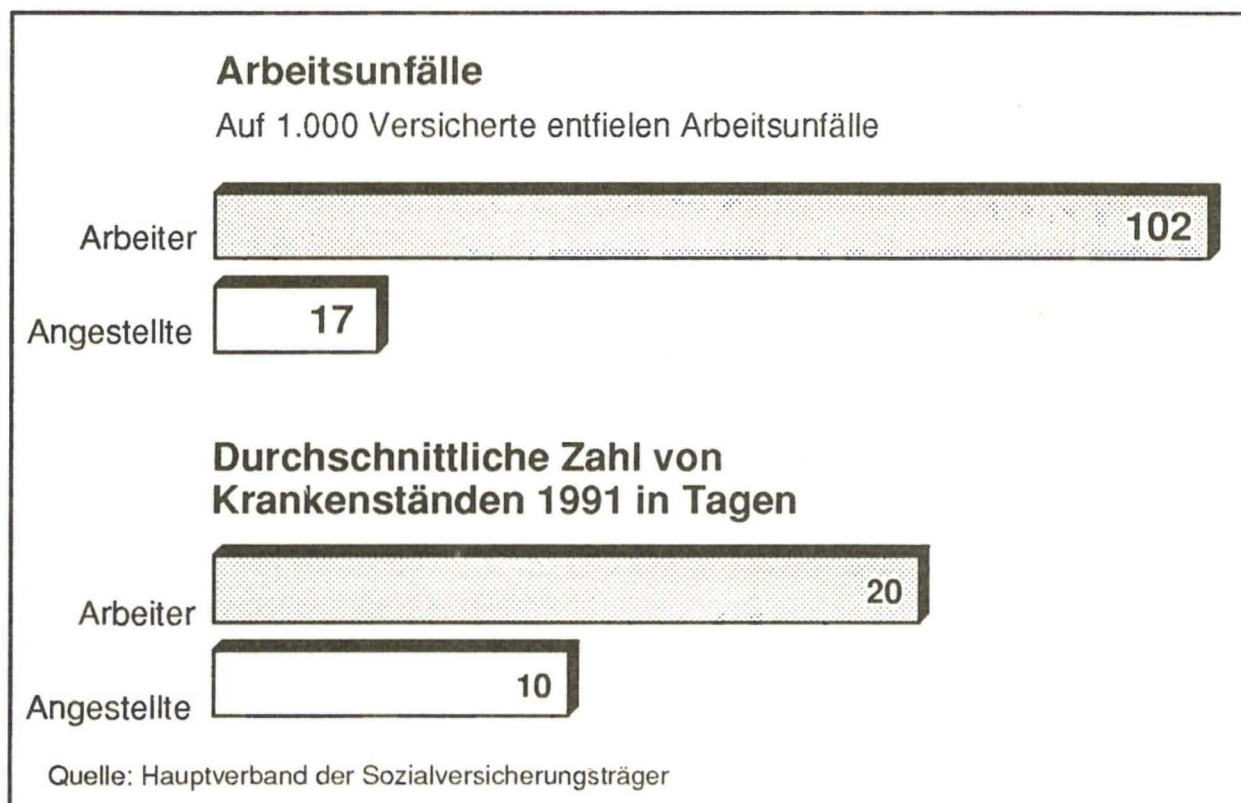 Arbeitsunfälle
Auf 1.000 Versicherte entfielen Arbeitsunfälle
Arbeiter 102
Angestellte 17
Durchschnittliche Zahl von
Krankenständen 1991 in Tagen
Arbeiter 20
Angestellte 10
Quelle: Hauptverband der Sozialversicherungsträger